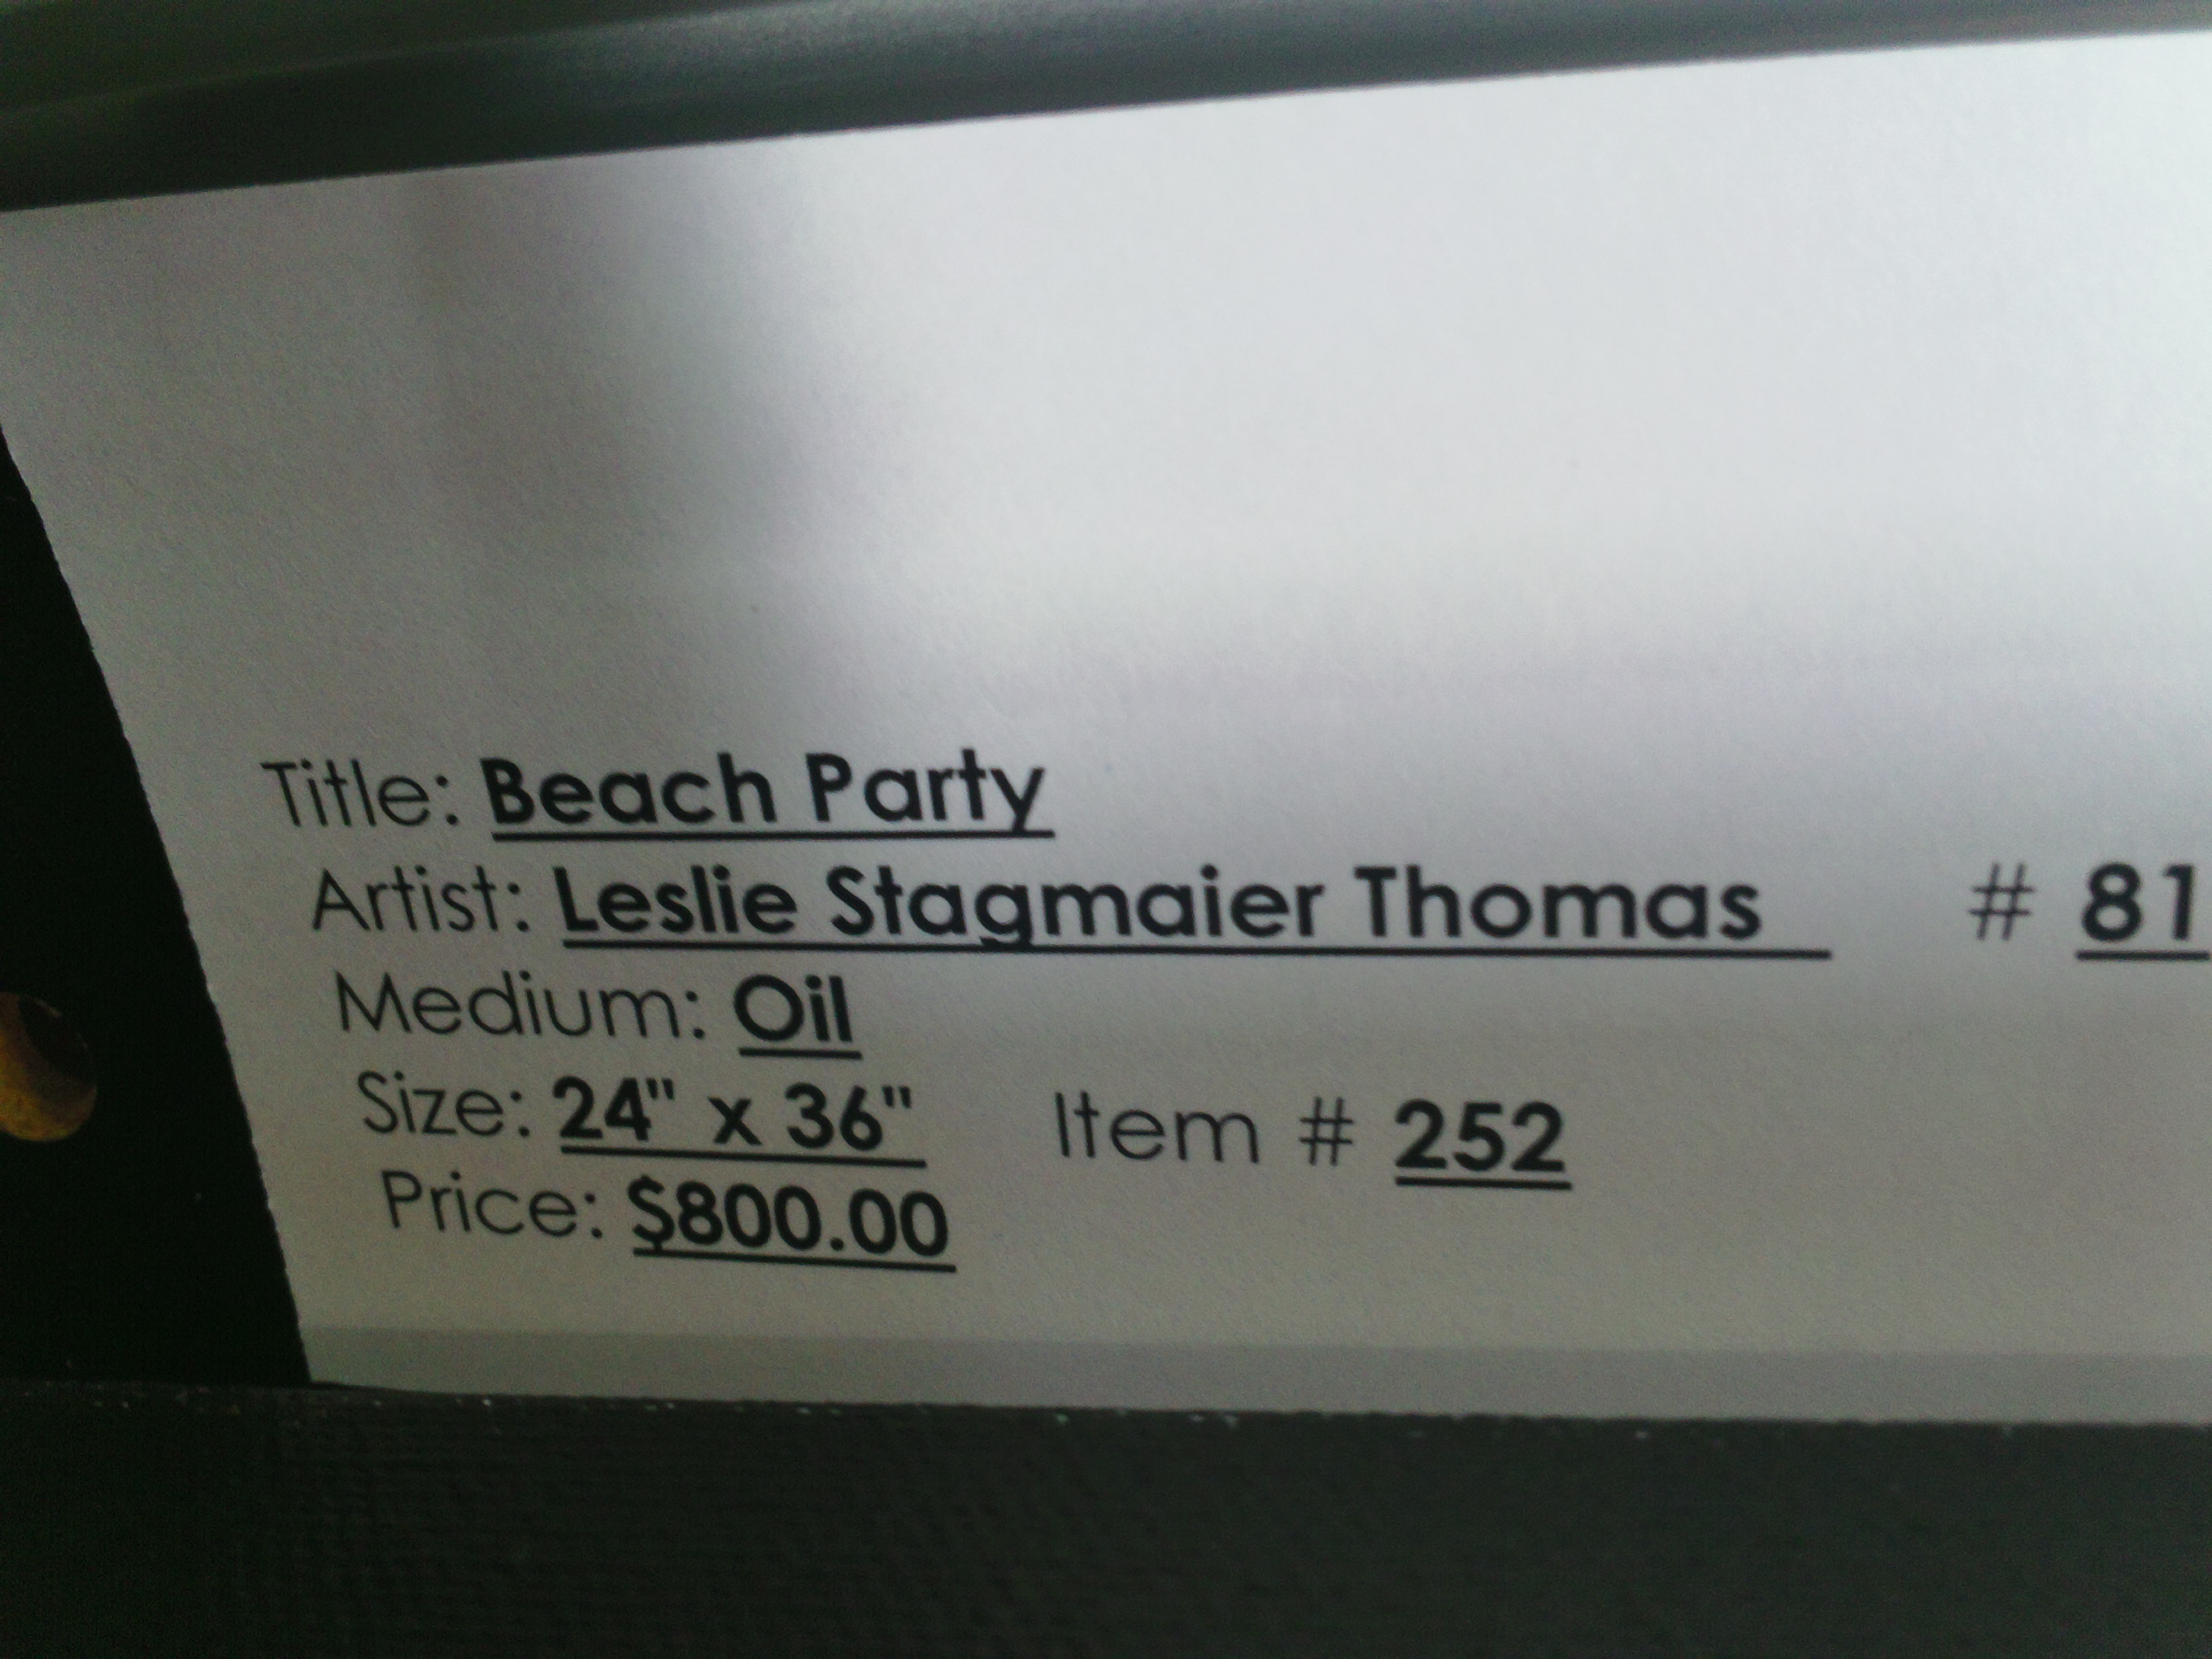 Title: Beach Party
Artist: Leslie Stagmaier Thomas # 81
Medium: Oil
Size: 24" x 36" Item # 252
Price: $800.00